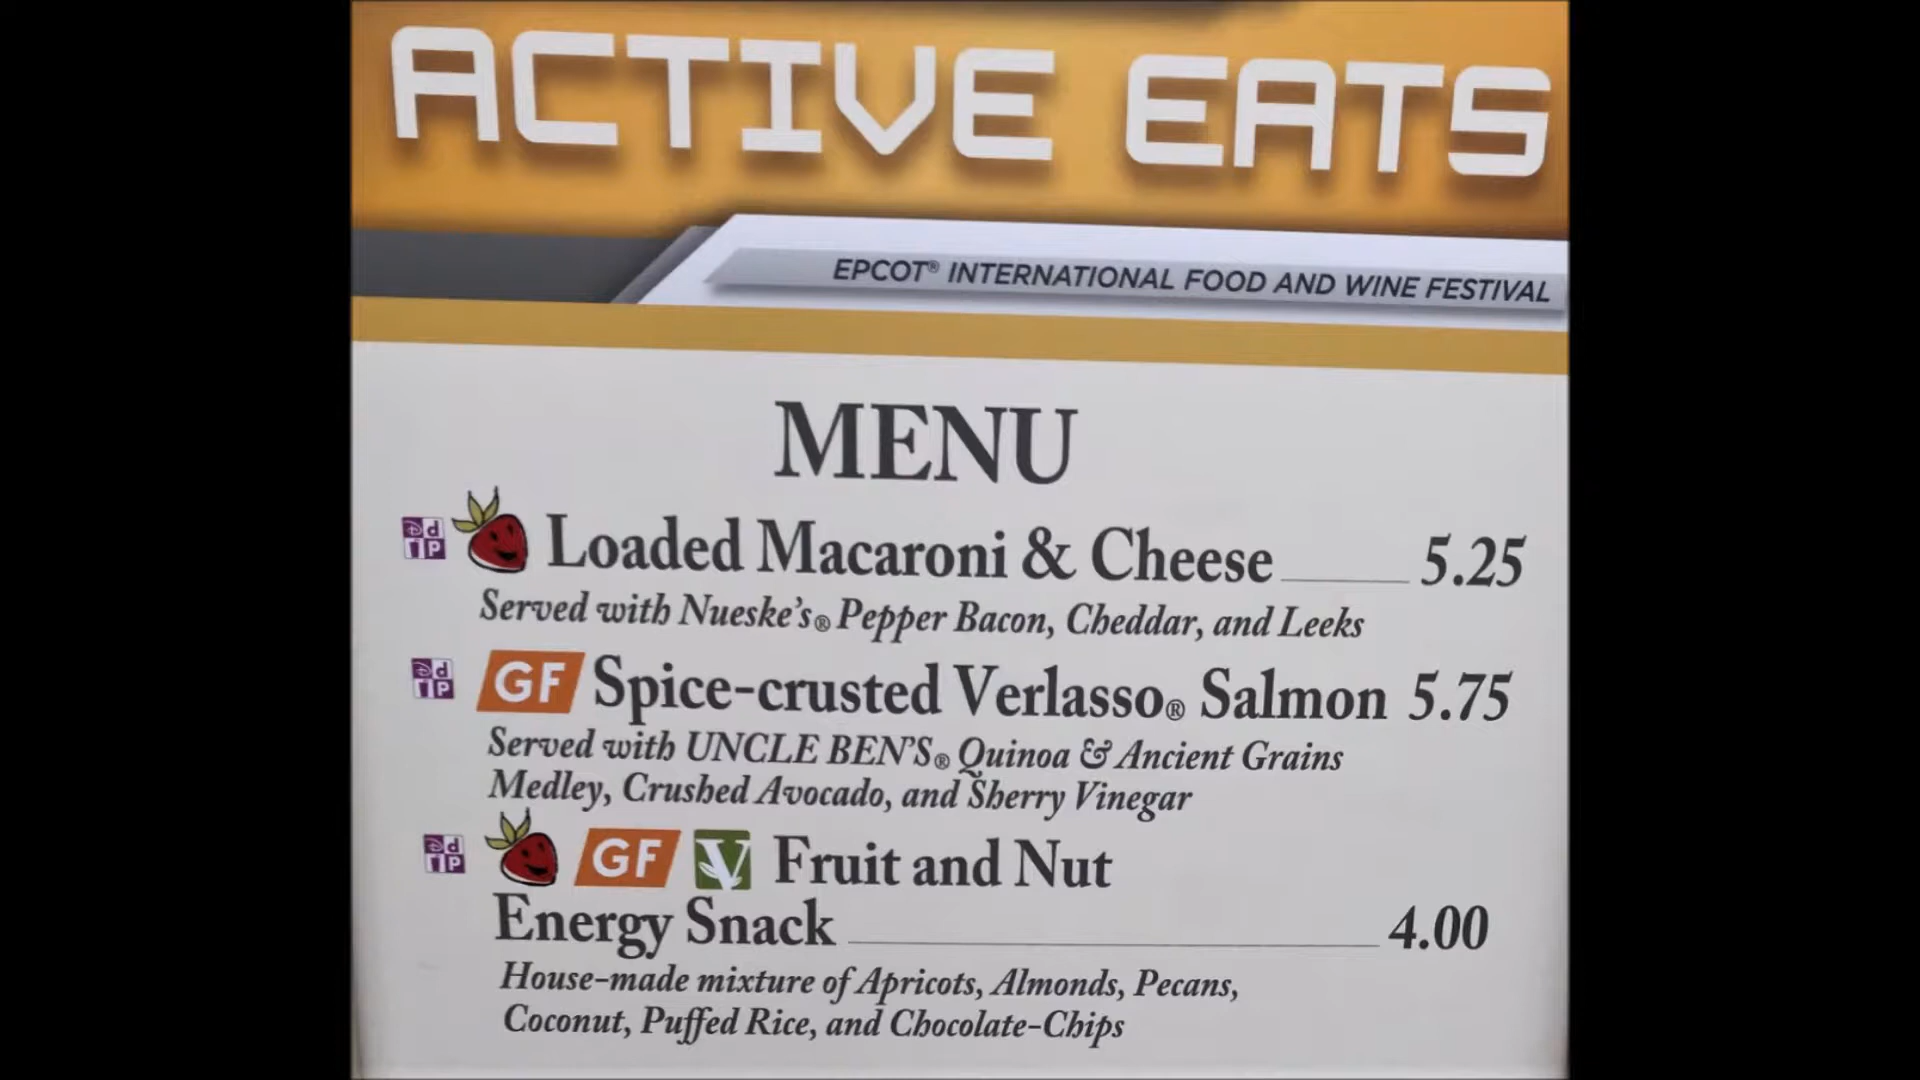 ACTIVE EATS
EPCOT® INTERNATIONAL FOOD AND WINE FESTIVAL
MENU
DdIP Loaded Macaroni & Cheese 5.25
Served with Nueske's® Pepper Bacon, Cheddar, and Leeks
DdIP GF Spice-crusted Verlasso® Salmon 5.75
Served with UNCLE BEN'S® Quinoa & Ancient Grains
Medley, Crushed Avocado, and Sherry Vinegar
DdIP GF V Fruit and Nut
Energy Snack 4.00
House-made mixture of Apricots, Almonds, Pecans,
Coconut, Puffed Rice, and Chocolate-Chips